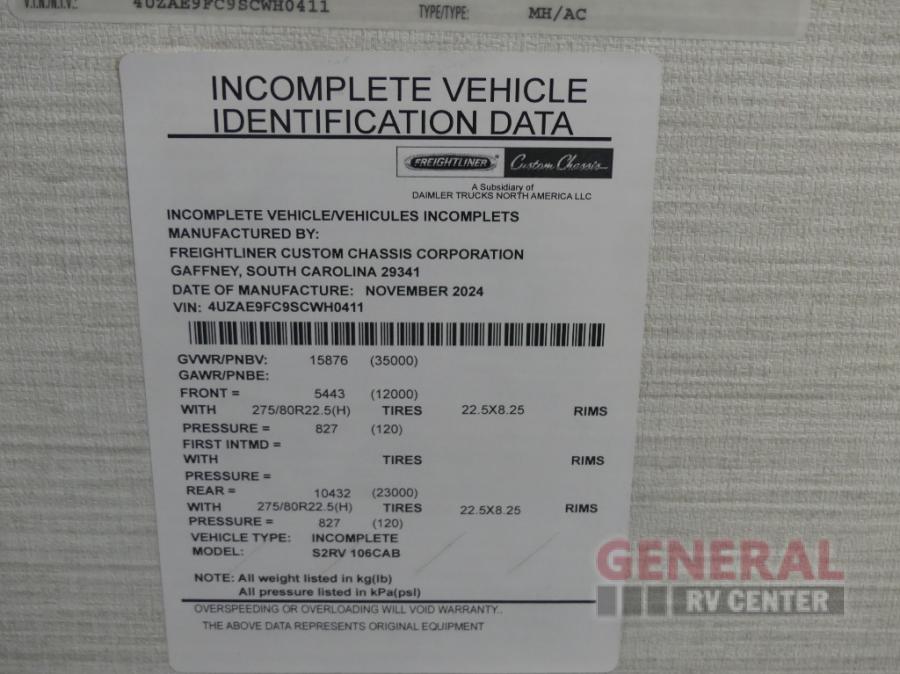 V.I.N./N.I.V.: 4UZAE9FC9SCWH0411 TYPE/TYPE: MH/AC
INCOMPLETE VEHICLE
IDENTIFICATION DATA
FREIGHTLINER Custom Chassis
A Subsidiary of
DAIMLER TRUCKS NORTH AMERICA LLC
INCOMPLETE VEHICLE/VEHICULES INCOMPLETS
MANUFACTURED BY:
FREIGHTLINER CUSTOM CHASSIS CORPORATION
GAFFNEY, SOUTH CAROLINA 29341
DATE OF MANUFACTURE: NOVEMBER 2024
VIN: 4UZAE9FC9SCWH0411
GVWR/PNBV: 15876 (35000)
GAWR/PNBE:
FRONT = 5443 (12000)
WITH 275/80R22.5(H) TIRES 22.5X8.25 RIMS
PRESSURE = 827 (120)
FIRST INTMD =
WITH TIRES RIMS
PRESSURE =
REAR = 10432 (23000)
WITH 275/80R22.5(H) TIRES 22.5X8.25 RIMS
PRESSURE = 827 (120)
VEHICLE TYPE: INCOMPLETE
MODEL: S2RV 106CAB
NOTE: All weight listed in kg(lb)
All pressure listed in kPa(psi)
OVERSPEEDING OR OVERLOADING WILL VOID WARRANTY..
THE ABOVE DATA REPRESENTS ORIGINAL EQUIPMENT
GENERAL
RV CENTER